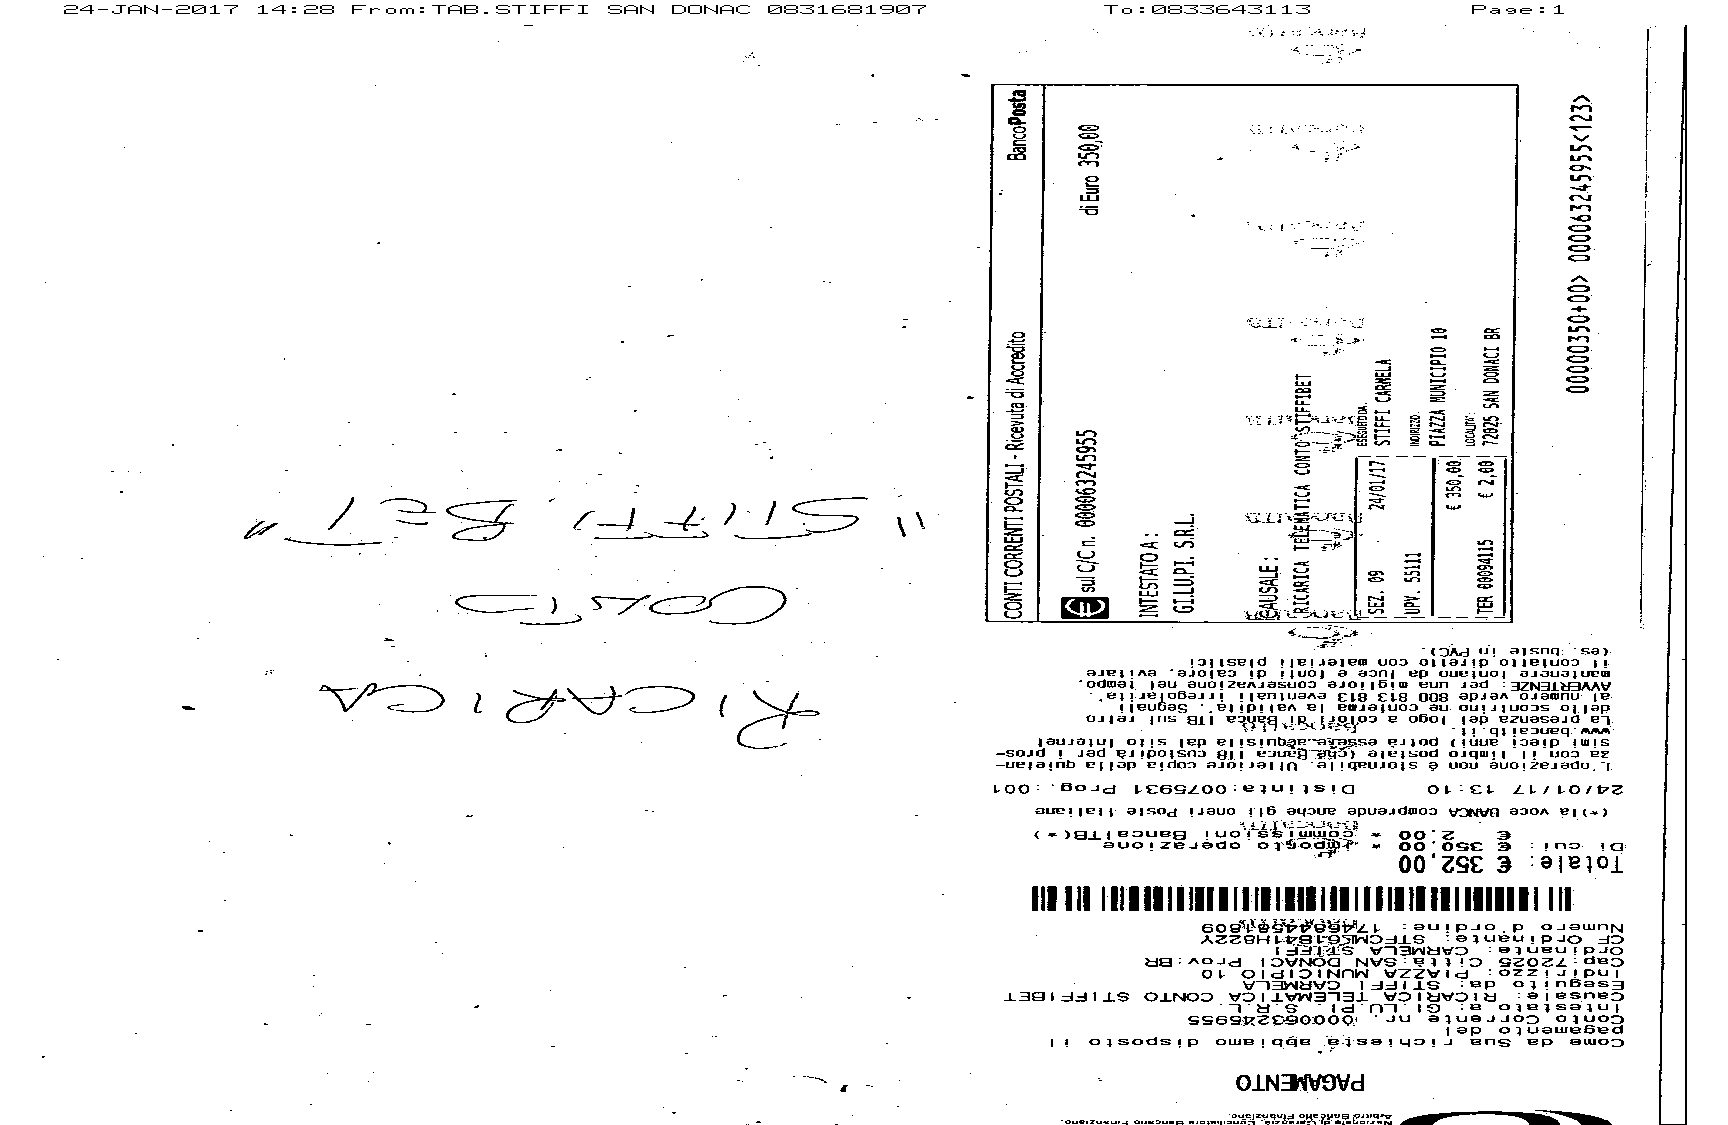 24-JAN-2017 14:28 From:TAB.STIFFI SAN DONAC 0831681907 To:0833643113 Page:1
RICARICA
CONTO
"STIFFI BET"
CONTI CORRENTI POSTALI - Ricevuta di Accredito BancoPosta
sul C/C n. 000063245955 di Euro 350,00
INTESTATO A:
GI.LU.PI. S.R.L.
CAUSALE:
RICARICA TELEMATICA CONTO STIFFIBET
ESEGUITO DA:
STIFFI CARMELA
INDIRIZZO:
PIAZZA MUNICIPIO 10
LOCALITA':
72025 SAN DONACI BR
SEZ. 09 24/01/17
UPV. 55111
€ 350,00
TER 00094115 € 2,00
00000350+00> 000063245955<123>
PAGAMENTO
Come da Sua richiesta abbiamo disposto il
pagamento del
Conto Corrente nr. 000063245955
Intestato a: GI.LU.PI. S.R.L.
Causale: RICARICA TELEMATICA CONTO STIFFIBET
Eseguito da: STIFFI CARMELA
Indirizzo: PIAZZA MUNICIPIO 10
Cap:72025 Città:SAN DONACI Prov:BR
Ordinante: CARMELA STIFFI
CF Ordinante:
Numero d'ordine:
Totale: € 352,00
Di cui: € 350,00 * Importo operazione
€ 2,00 * commissioni BancaITB(*)
(*)la voce BANCA comprende anche gli oneri Poste Italiane
24/01/17 13:10 Distinta:0075931 Prog.:001
L'operazione non è stornabile. Ulteriore copia della quietan-
za con il timbro postale (che Banca ITB custodirà per i pros-
simi dieci anni) potrà essere acquisita dal sito Internet
www.bancaitb.it.
La presenza del logo a colori di Banca ITB sul retro
dello scontrino ne conferma la validità. Segnali
al numero verde 800 813 813 eventuali irregolarità.
AVVERTENZE: per una migliore conservazione nel tempo,
mantenere lontano da luce e fonti di calore, evitare
il contatto diretto con materiali plastici
(es. buste in PVC).